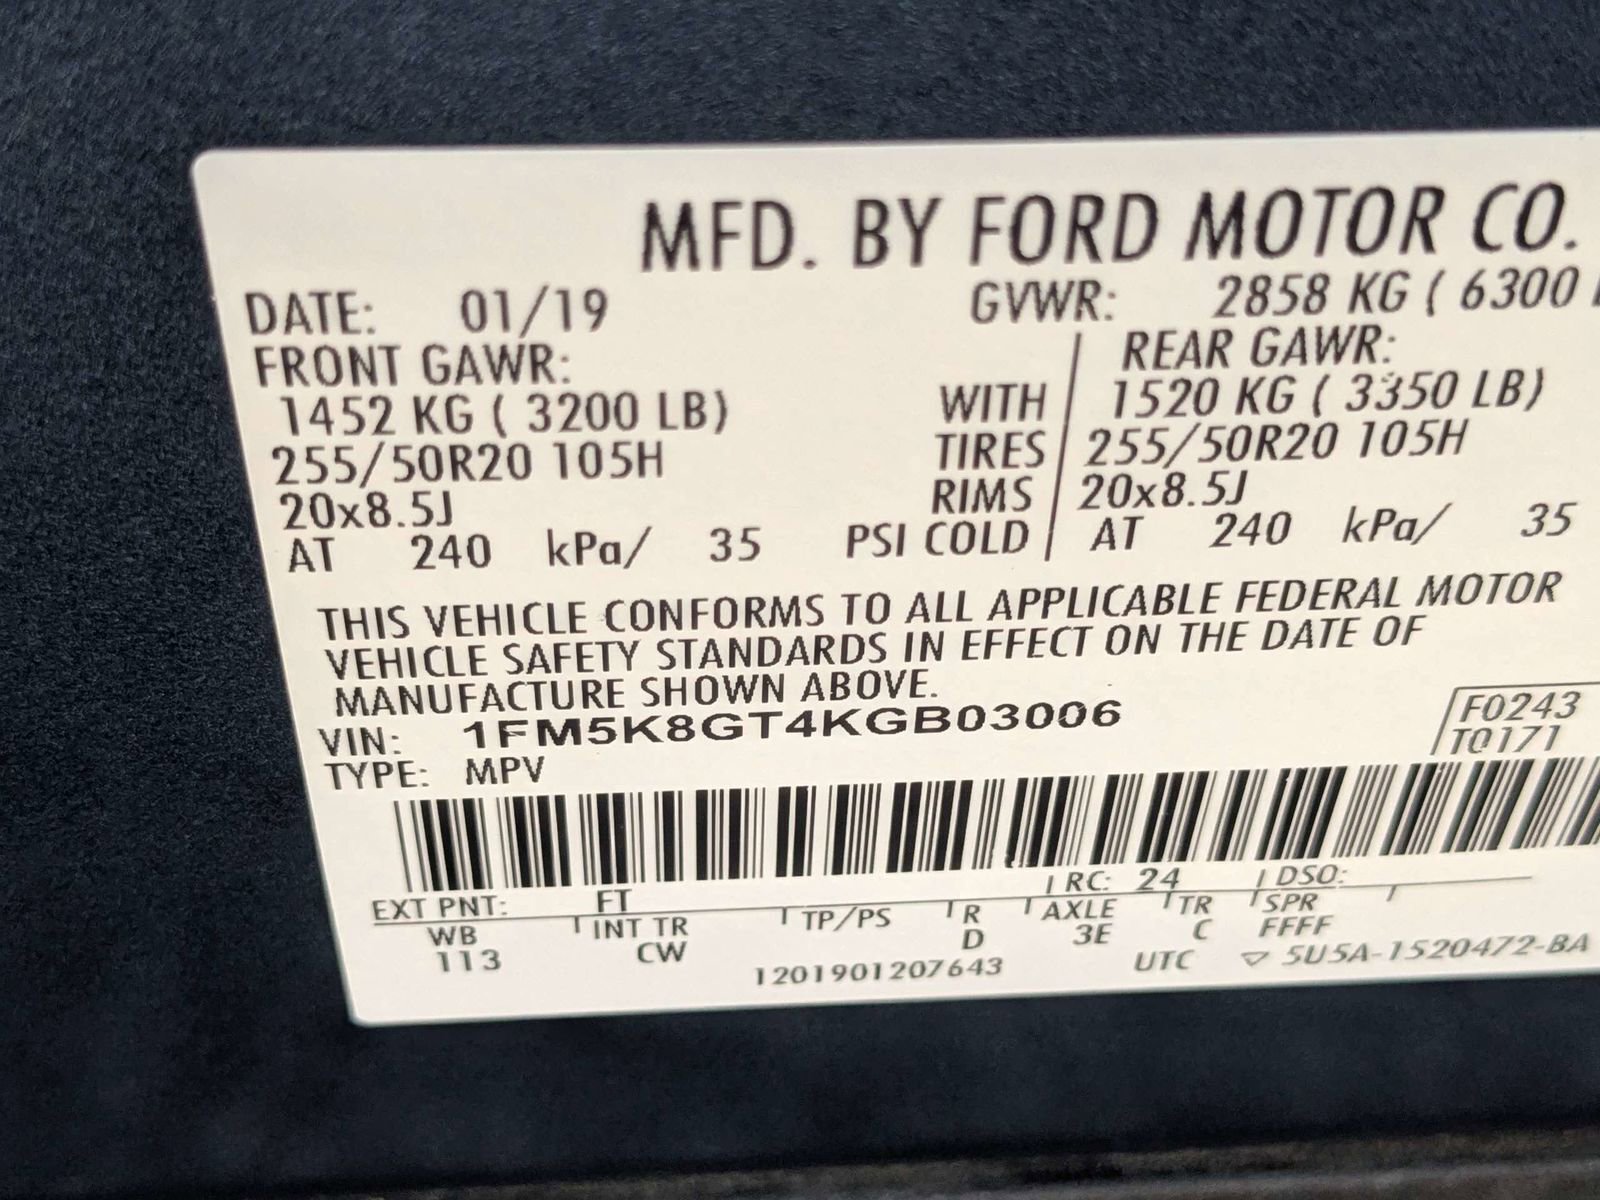 MFD. BY FORD MOTOR CO.
DATE: 01/19 GVWR: 2858 KG ( 6300
FRONT GAWR: REAR GAWR:
1452 KG ( 3200 LB) WITH 1520 KG ( 3350 LB)
255/50R20 105H TIRES 255/50R20 105H
20x8.5J RIMS 20x8.5J
AT 240 kPa/ 35 PSI COLD AT 240 kPa/ 35
THIS VEHICLE CONFORMS TO ALL APPLICABLE FEDERAL MOTOR
VEHICLE SAFETY STANDARDS IN EFFECT ON THE DATE OF
MANUFACTURE SHOWN ABOVE.
VIN: 1FM5K8GT4KGB03006 F0243
TYPE: MPV T0171
EXT PNT: FT RC: 24 DSO:
WB INT TR TP/PS R AXLE TR SPR
113 CW D 3E C FFFF
1201901207643 UTC ▽ 5U5A-1520472-BA